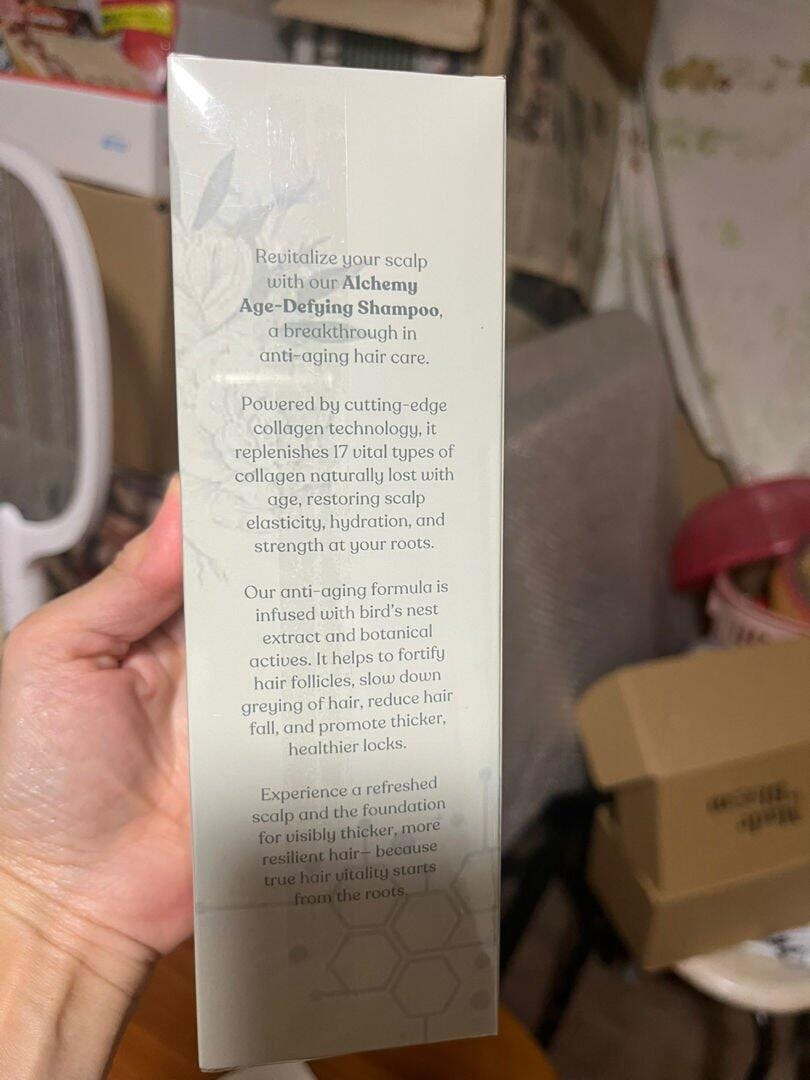 Revitalize your scalp
with our Alchemy
Age-Defying Shampoo,
a breakthrough in
anti-aging hair care.
Powered by cutting-edge
collagen technology, it
replenishes 17 vital types of
collagen naturally lost with
age, restoring scalp
elasticity, hydration, and
strength at your roots.
Our anti-aging formula is
infused with bird's nest
extract and botanical
actives. It helps to fortify
hair follicles, slow down
greying of hair, reduce hair
fall, and promote thicker,
healthier locks.
Experience a refreshed
scalp and the foundation
for visibly thicker, more
resilient hair— because
true hair vitality starts
from the roots.